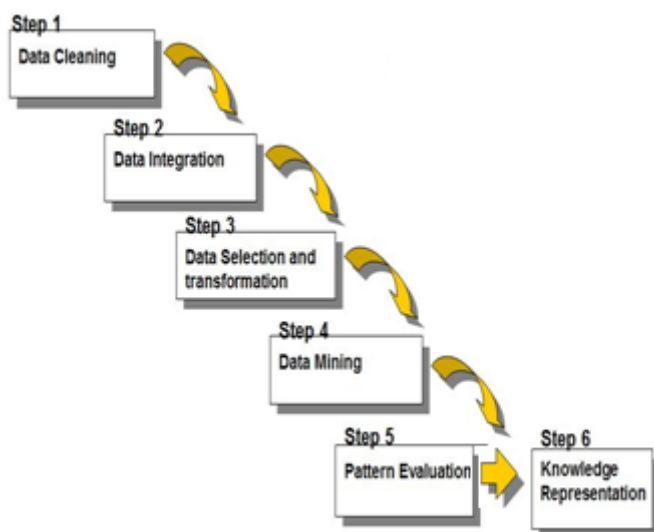 Step 1
Data Cleaning
Step 2
Data Integration
Step 3
Data Selection and
transformation
Step 4
Data Mining
Step 5
Pattern Evaluation
Step 6
Knowledge
Representation